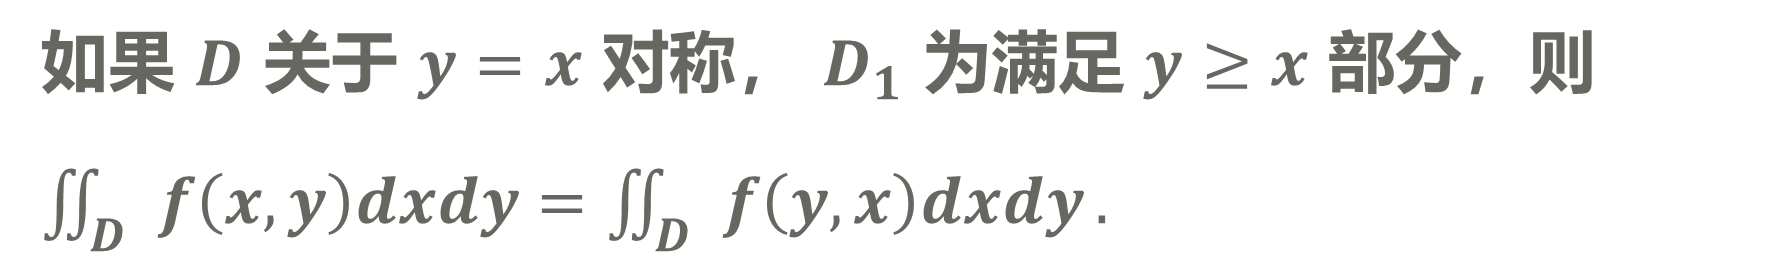 如果 D 关于 y = x 对称， D₁ 为满足 y ≥ x 部分，则
∬_D f(x, y)dxdy = ∬_D f(y, x)dxdy .